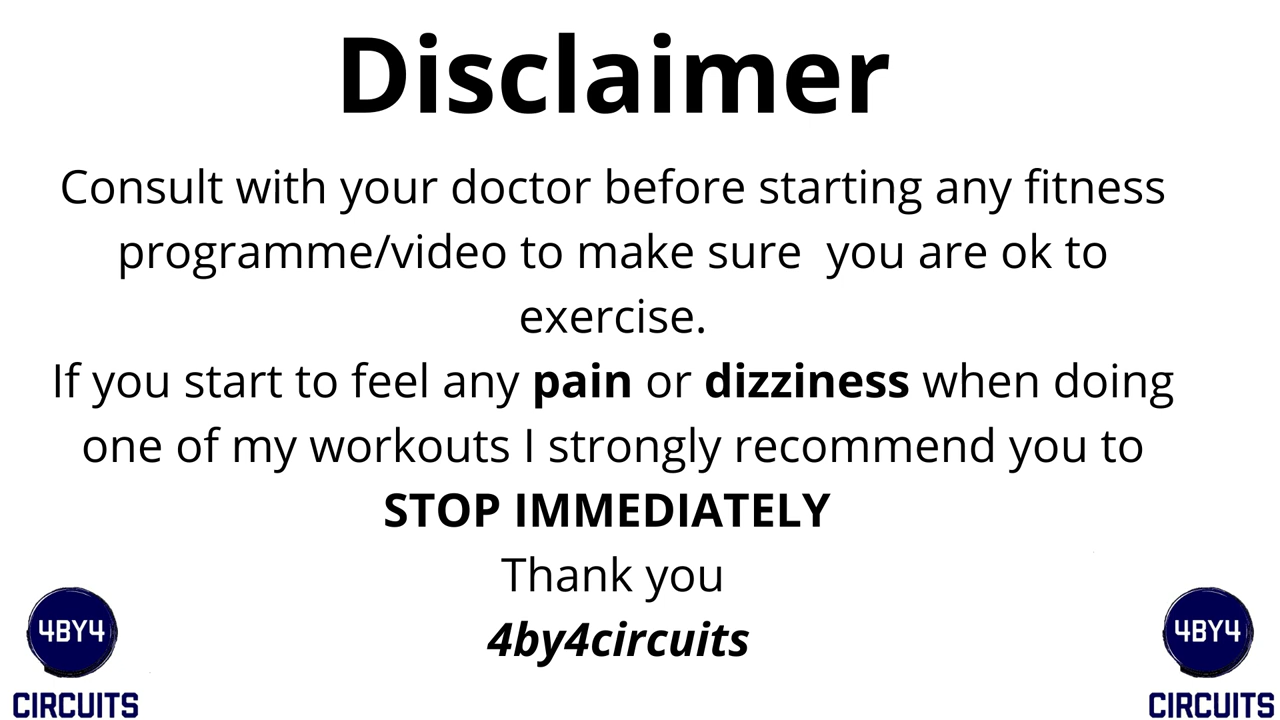 Disclaimer
Consult with your doctor before starting any fitness
programme/video to make sure  you are ok to
exercise.
If you start to feel any pain or dizziness when doing
one of my workouts I strongly recommend you to
STOP IMMEDIATELY
Thank you
4by4circuits
4BY4
CIRCUITS
4BY4
CIRCUITS